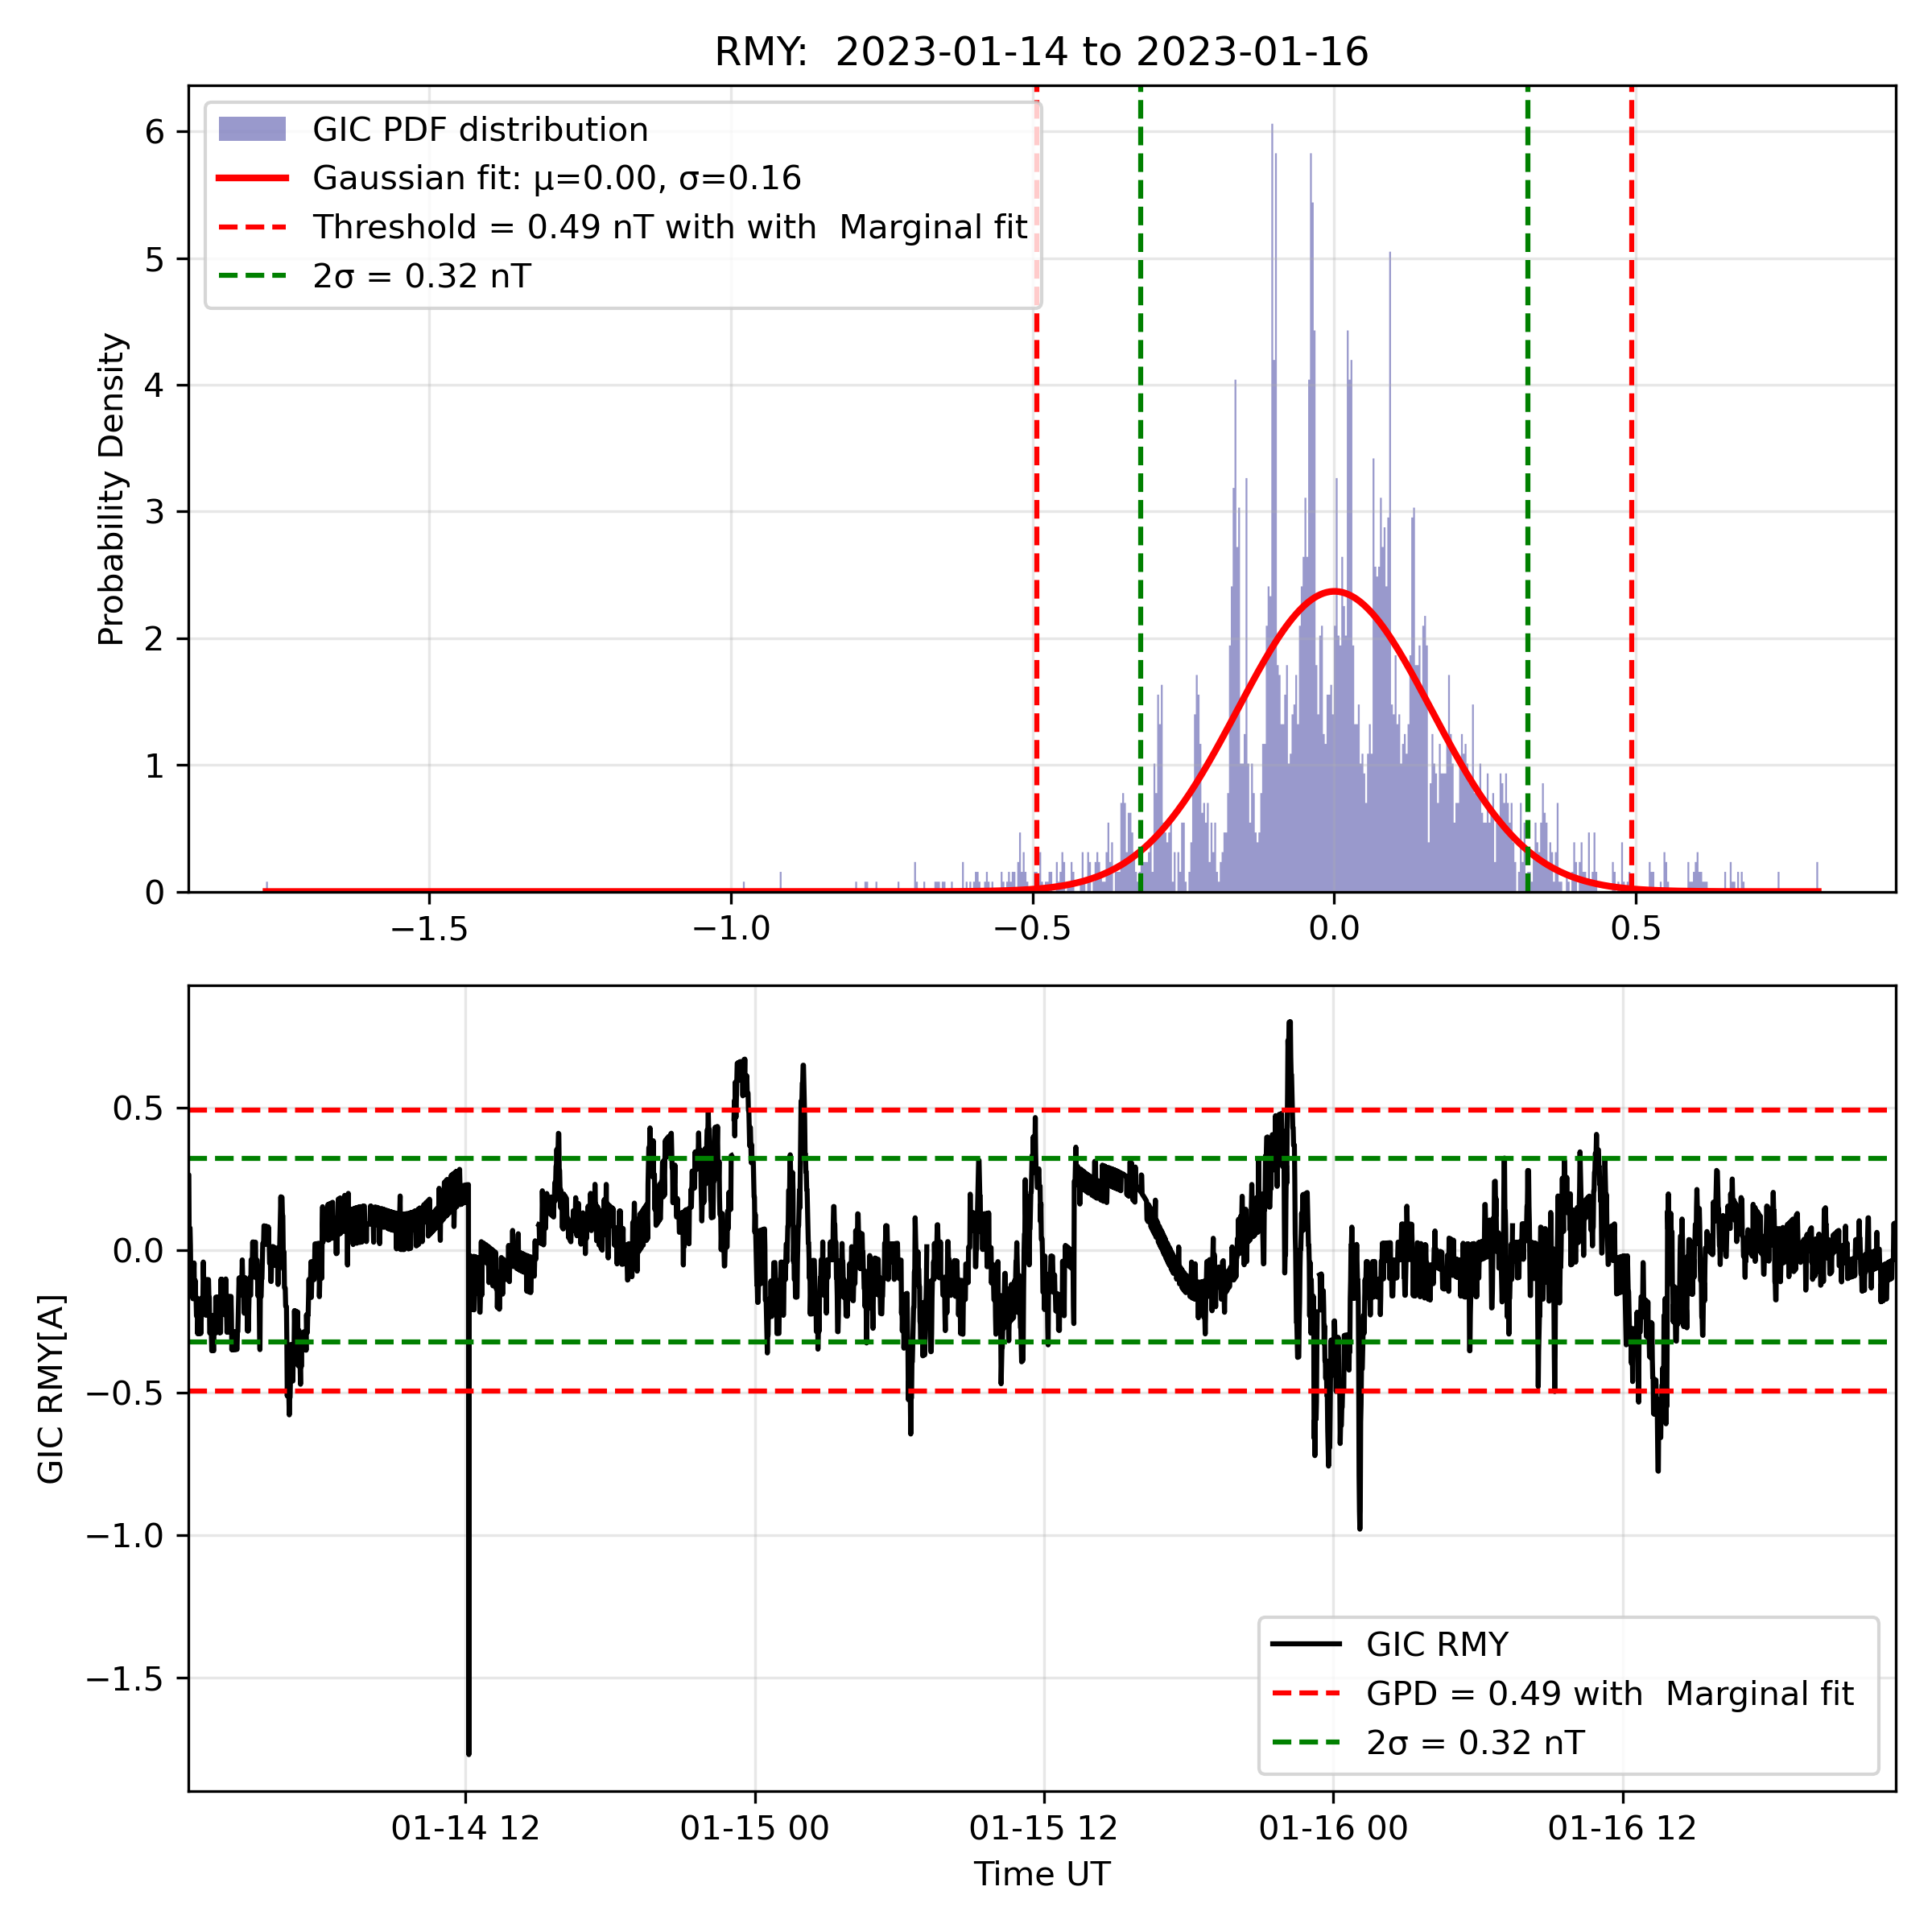 RMY:  2023-01-14 to 2023-01-16
GIC PDF distribution
Gaussian fit: μ=0.00, σ=0.16
Threshold = 0.49 nT with with  Marginal fit
2σ = 0.32 nT
Probability Density
6
5
4
3
2
1
0
−1.5
−1.0
−0.5
0.0
0.5
GIC RMY[A]
0.5
0.0
−0.5
−1.0
−1.5
GIC RMY
GPD = 0.49 with  Marginal fit
2σ = 0.32 nT
01-14 12
01-15 00
01-15 12
01-16 00
01-16 12
Time UT